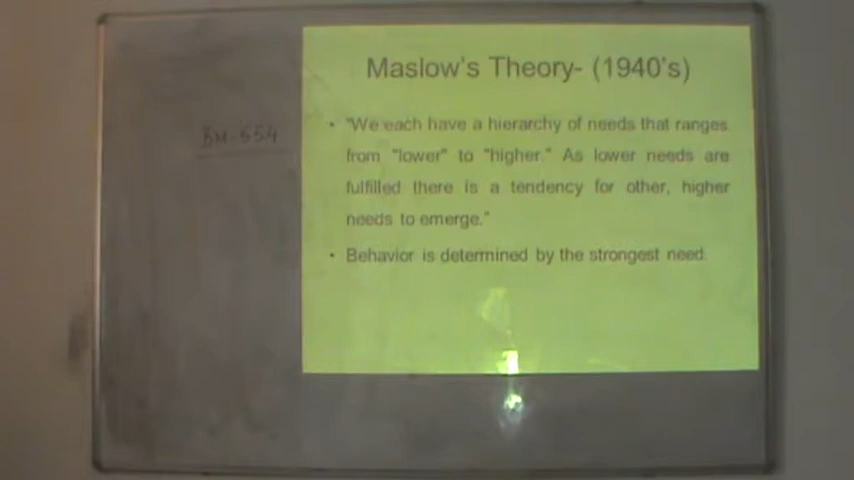 Maslow's Theory- (1940's)
BM-554
• "We each have a hierarchy of needs that ranges
from "lower" to "higher." As lower needs are
fulfilled there is a tendency for other, higher
needs to emerge."
• Behavior is determined by the strongest need.